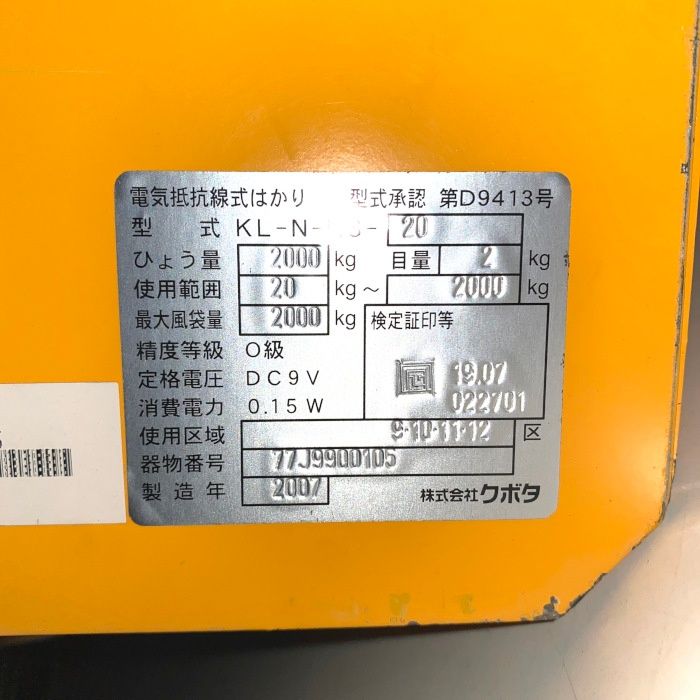 電気抵抗線式はかり 型式承認 第D9413号
型 式 KL-N- 20
ひょう量 2000 kg 目量 2 kg
使用範囲 20 kg～ 2000 kg
最大風袋量 2000 kg 検定証印等
精度等級 O級
19.07
定格電圧 DC9V
022701
消費電力 0.15W
使用区域 9・10・11・12 区
器物番号 77J9900105
製造年 2007 株式会社クボタ